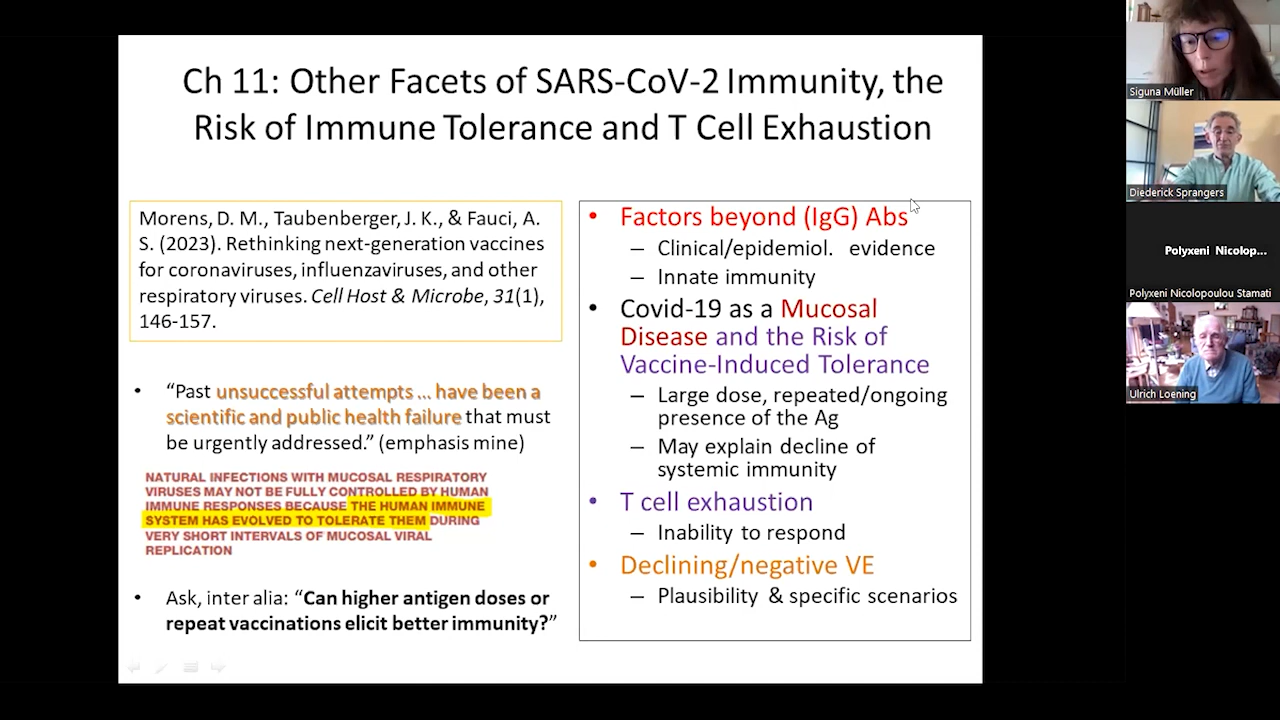 Ch 11: Other Facets of SARS-CoV-2 Immunity, the
Risk of Immune Tolerance and T Cell Exhaustion
Morens, D. M., Taubenberger, J. K., & Fauci, A.
S. (2023). Rethinking next-generation vaccines
for coronaviruses, influenzaviruses, and other
respiratory viruses. Cell Host & Microbe, 31(1),
146-157.
• “Past unsuccessful attempts ... have been a
scientific and public health failure that must
be urgently addressed.” (emphasis mine)
NATURAL INFECTIONS WITH MUCOSAL RESPIRATORY
VIRUSES MAY NOT BE FULLY CONTROLLED BY HUMAN
IMMUNE RESPONSES BECAUSE THE HUMAN IMMUNE
SYSTEM HAS EVOLVED TO TOLERATE THEM DURING
VERY SHORT INTERVALS OF MUCOSAL VIRAL
REPLICATION
• Ask, inter alia: “Can higher antigen doses or
repeat vaccinations elicit better immunity?”
• Factors beyond (IgG) Abs
– Clinical/epidemiol. evidence
– Innate immunity
• Covid-19 as a Mucosal
Disease and the Risk of
Vaccine-Induced Tolerance
– Large dose, repeated/ongoing
presence of the Ag
– May explain decline of
systemic immunity
• T cell exhaustion
– Inability to respond
• Declining/negative VE
– Plausibility & specific scenarios
Siguna Müller
Diederick Sprangers
Polyxeni Nicolop...
Polyxeni Nicolopoulou Stamati
Ulrich Loening